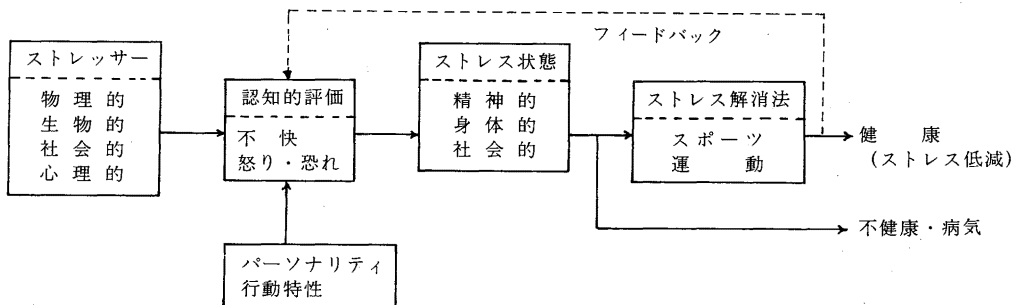 フィードバック
ストレッサー
物理的
生物的
社会的
心理的
認知的評価
不快
怒り・恐れ
パーソナリティ
行動特性
ストレス状態
精神的
身体的
社会的
ストレス解消法
スポーツ
運動
健康
(ストレス低減)
不健康・病気